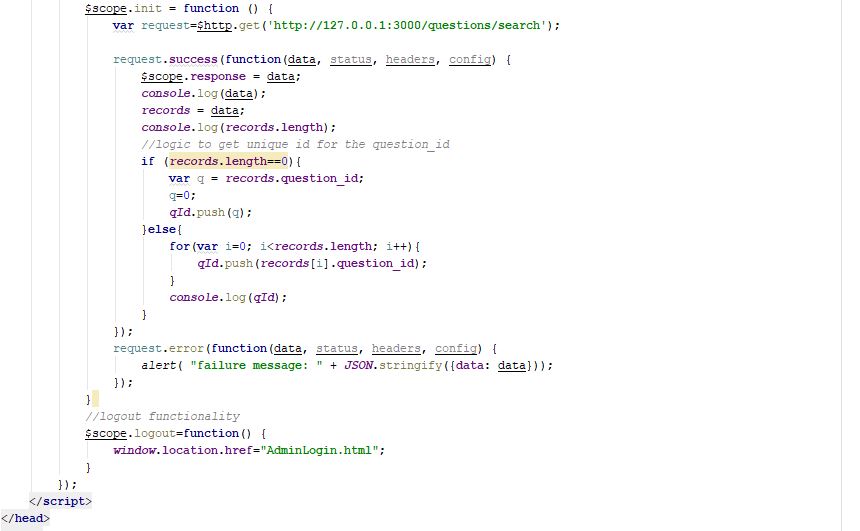 $scope.init = function () {
var request=$http.get('http://127.0.0.1:3000/questions/search');
request.success(function(data, status, headers, config) {
$scope.response = data;
console.log(data);
records = data;
console.log(records.length);
//logic to get unique id for the question_id
if (records.length==0){
var q = records.question_id;
q=0;
qId.push(q);
}else{
for(var i=0; i<records.length; i++){
qId.push(records[i].question_id);
}
console.log(qId);
}
});
request.error(function(data, status, headers, config) {
alert( "failure message: " + JSON.stringify({data: data}));
});
}
//logout functionality
$scope.logout=function() {
window.location.href="AdminLogin.html";
}
});
</script>
</head>